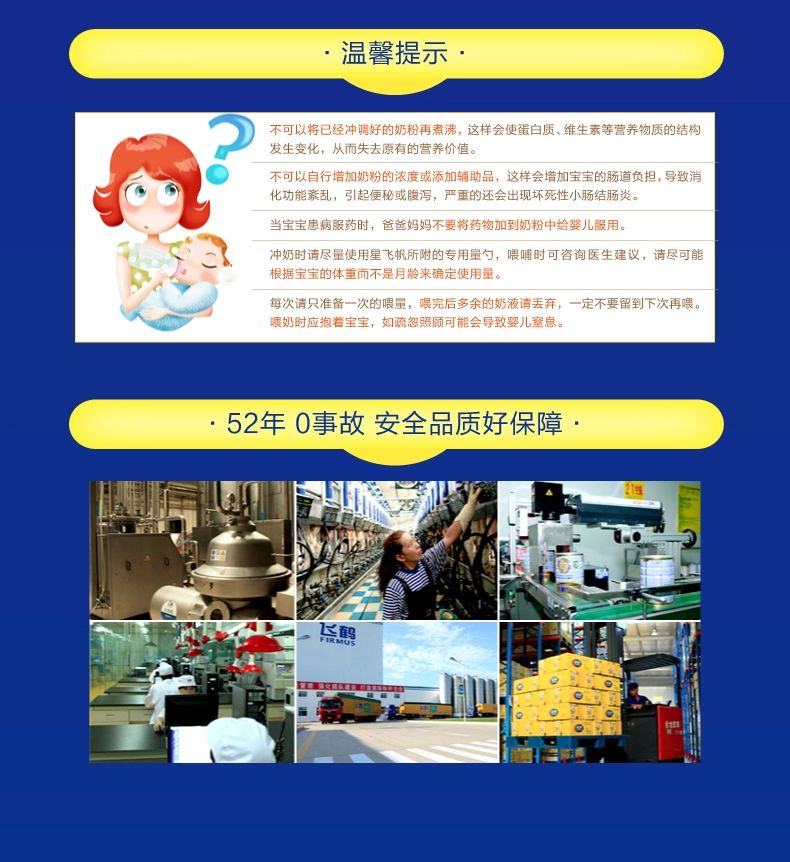 · 温馨提示 ·
不可以将已经冲调好的奶粉再煮沸，这样会使蛋白质、维生素等营养物质的结构
发生变化，从而失去原有的营养价值。
不可以自行增加奶粉的浓度或添加辅助品，这样会增加宝宝的肠道负担，导致消
化功能紊乱，引起便秘或腹泻，严重的还会出现坏死性小肠结肠炎。
当宝宝患病服药时，爸爸妈妈不要将药物加到奶粉中给婴儿服用。
冲奶时请尽量使用星飞帆所附的专用量勺，喂哺时可咨询医生建议，请尽可能
根据宝宝的体重而不是月龄来确定使用量。
每次请只准备一次的喂量，喂完后多余的奶液请丢弃，一定不要留到下次再喂。
喂奶时应抱着宝宝，如疏忽照顾可能会导致婴儿窒息。
· 52年 0事故 安全品质好保障 ·
21线
飞鹤
FIRMUS
管理 强化团队建设